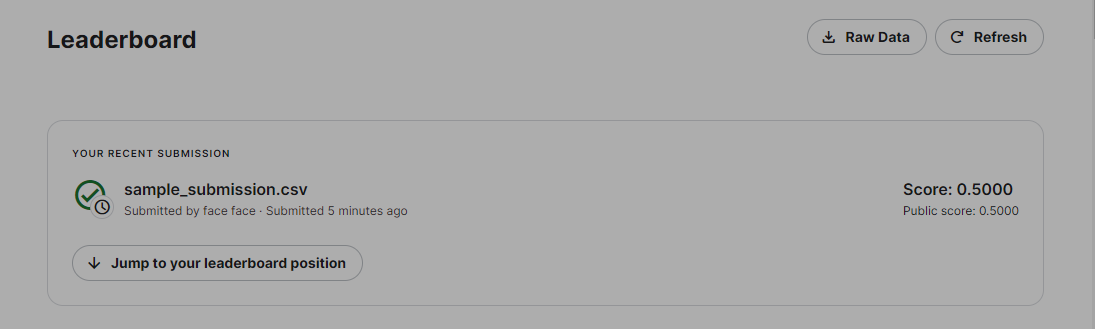 Leaderboard
Raw Data
Refresh
YOUR RECENT SUBMISSION
sample_submission.csv
Score: 0.5000
Submitted by face face · Submitted 5 minutes ago
Public score: 0.5000
Jump to your leaderboard position